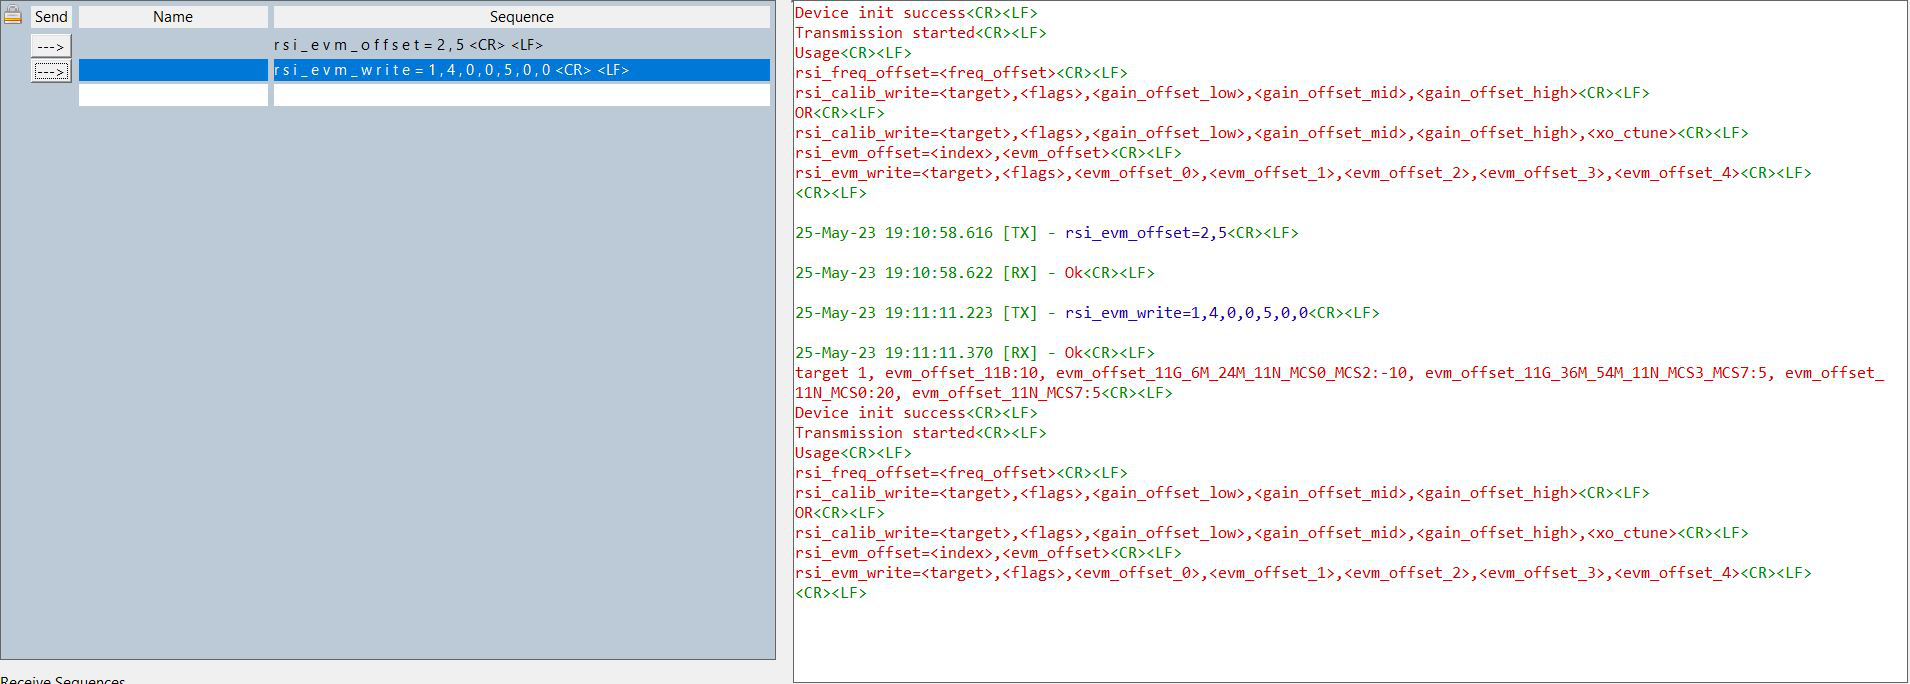 Send Name Sequence
---> rsi_evm_offset=2,5<CR><LF>
---> rsi_evm_write=1,4,0,0,5,0,0<CR><LF>
Receive Sequences
Device init success<CR><LF>
Transmission started<CR><LF>
Usage<CR><LF>
rsi_freq_offset=<freq_offset><CR><LF>
rsi_calib_write=<target>,<flags>,<gain_offset_low>,<gain_offset_mid>,<gain_offset_high><CR><LF>
OR<CR><LF>
rsi_calib_write=<target>,<flags>,<gain_offset_low>,<gain_offset_mid>,<gain_offset_high>,<xo_ctune><CR><LF>
rsi_evm_offset=<index>,<evm_offset><CR><LF>
rsi_evm_write=<target>,<flags>,<evm_offset_0>,<evm_offset_1>,<evm_offset_2>,<evm_offset_3>,<evm_offset_4><CR><LF>
<CR><LF>
25-May-23 19:10:58.616 [TX] - rsi_evm_offset=2,5<CR><LF>
25-May-23 19:10:58.622 [RX] - Ok<CR><LF>
25-May-23 19:11:11.223 [TX] - rsi_evm_write=1,4,0,0,5,0,0<CR><LF>
25-May-23 19:11:11.370 [RX] - Ok<CR><LF>
target 1, evm_offset_11B:10, evm_offset_11G_6M_24M_11N_MCS0_MCS2:-10, evm_offset_11G_36M_54M_11N_MCS3_MCS7:5, evm_offset_
11N_MCS0:20, evm_offset_11N_MCS7:5<CR><LF>
Device init success<CR><LF>
Transmission started<CR><LF>
Usage<CR><LF>
rsi_freq_offset=<freq_offset><CR><LF>
rsi_calib_write=<target>,<flags>,<gain_offset_low>,<gain_offset_mid>,<gain_offset_high><CR><LF>
OR<CR><LF>
rsi_calib_write=<target>,<flags>,<gain_offset_low>,<gain_offset_mid>,<gain_offset_high>,<xo_ctune><CR><LF>
rsi_evm_offset=<index>,<evm_offset><CR><LF>
rsi_evm_write=<target>,<flags>,<evm_offset_0>,<evm_offset_1>,<evm_offset_2>,<evm_offset_3>,<evm_offset_4><CR><LF>
<CR><LF>